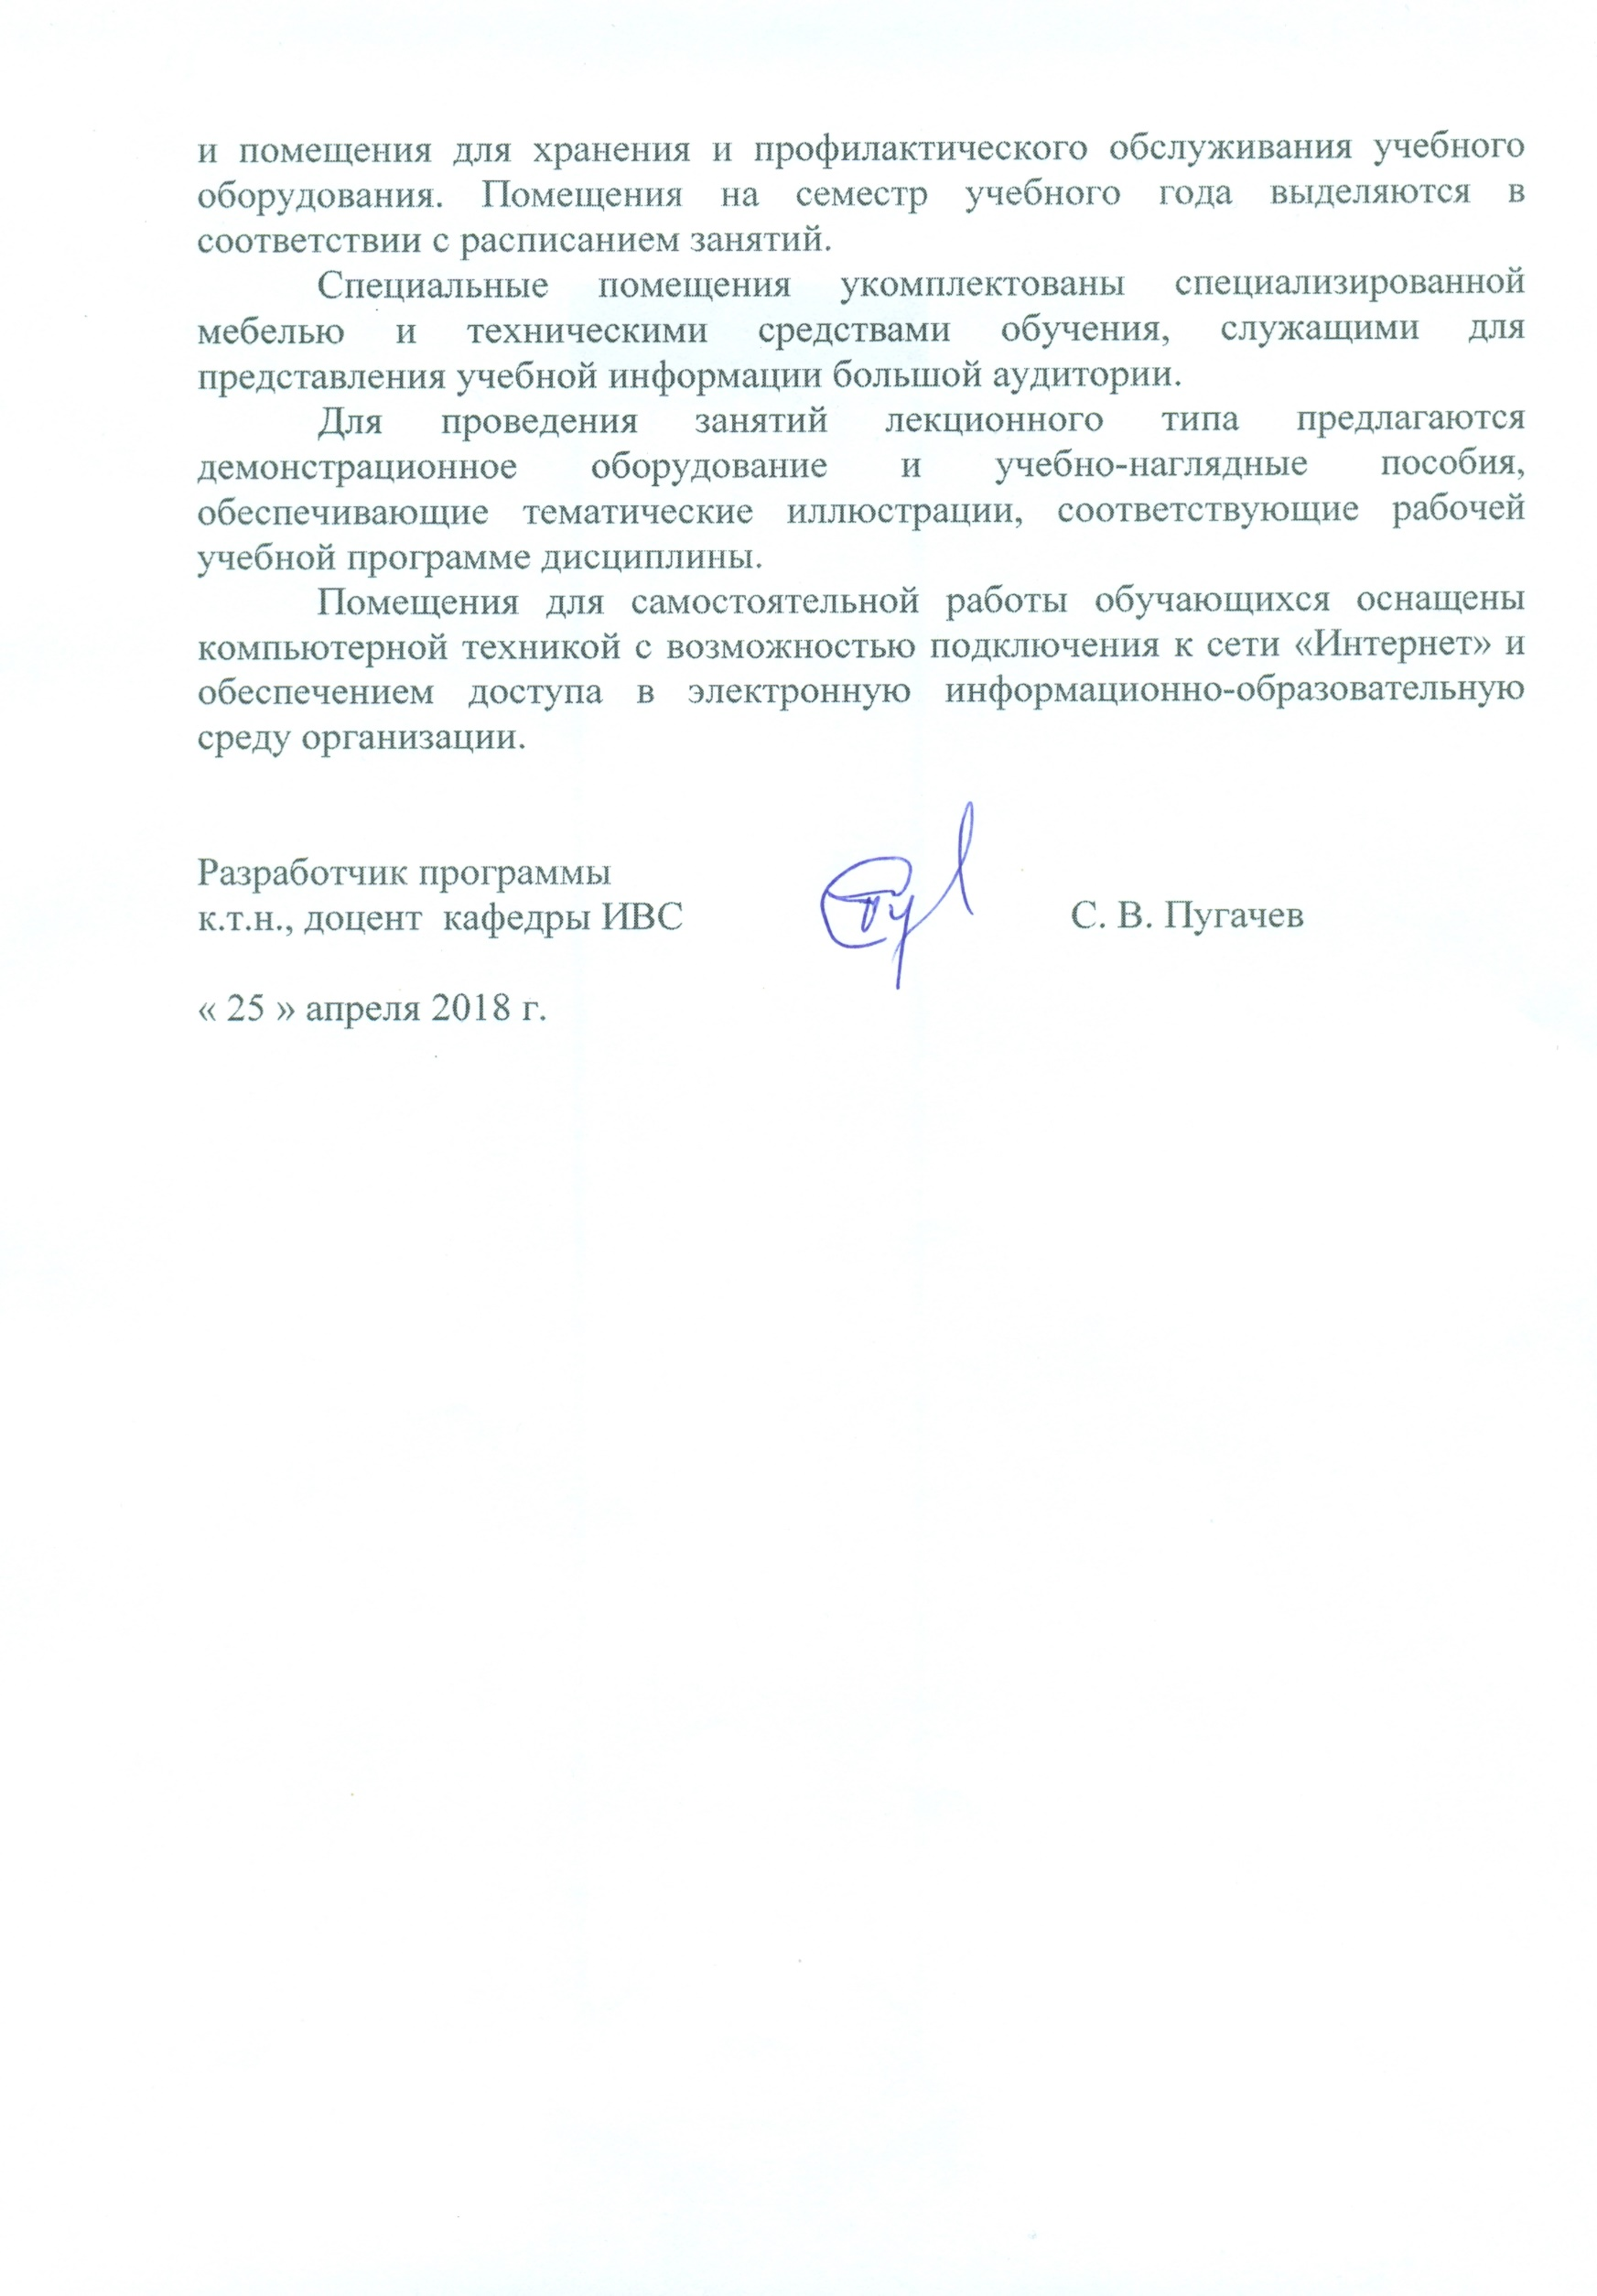 и помещения для хранения и профилактического обслуживания учебного
оборудования. Помещения на семестр учебного года выделяются в
соответствии с расписанием занятий.
Специальные помещения укомплектованы специализированной
мебелью и техническими средствами обучения, служащими для
представления учебной информации большой аудитории.
Для проведения занятий лекционного типа предлагаются
демонстрационное оборудование и учебно-наглядные пособия,
обеспечивающие тематические иллюстрации, соответствующие рабочей
учебной программе дисциплины.
Помещения для самостоятельной работы обучающихся оснащены
компьютерной техникой с возможностью подключения к сети «Интернет» и
обеспечением доступа в электронную информационно-образовательную
среду организации.
Разработчик программы
к.т.н., доцент  кафедры ИВС С. В. Пугачев
« 25 » апреля 2018 г.